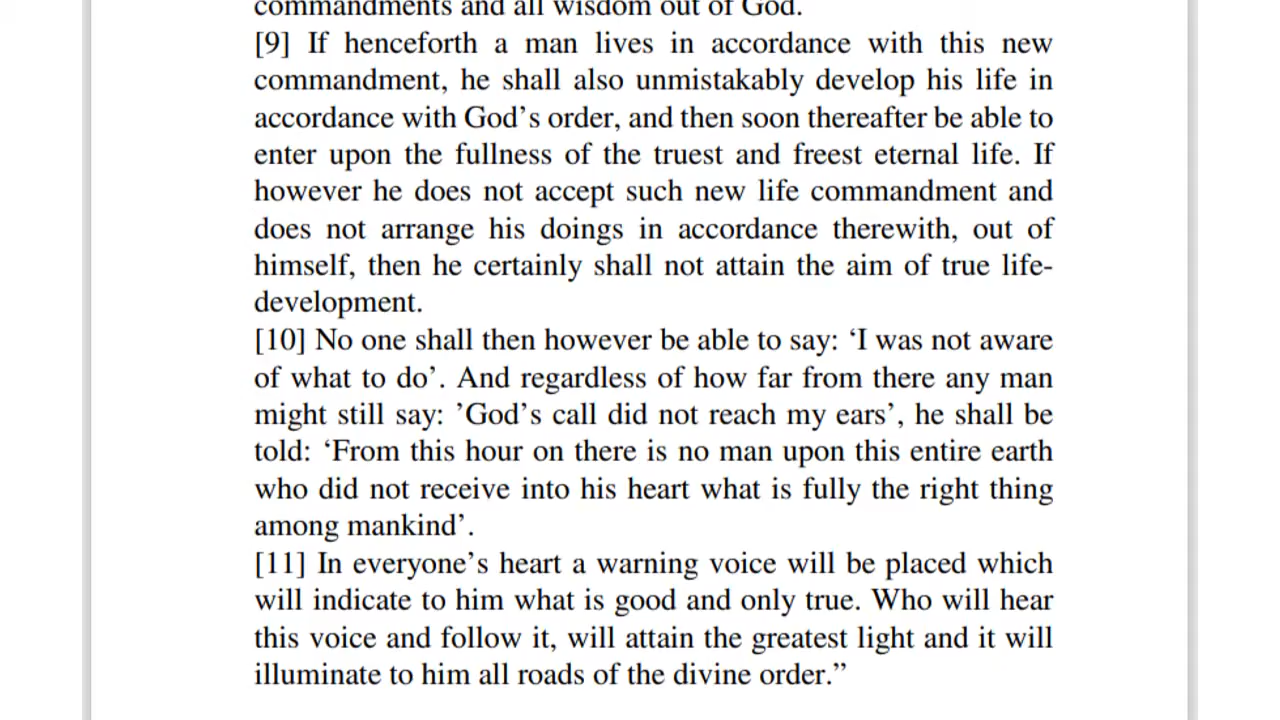 commandments and all wisdom out of God.
[9] If henceforth a man lives in accordance with this new
commandment, he shall also unmistakably develop his life in
accordance with God’s order, and then soon thereafter be able to
enter upon the fullness of the truest and freest eternal life. If
however he does not accept such new life commandment and
does not arrange his doings in accordance therewith, out of
himself, then he certainly shall not attain the aim of true life-
development.
[10] No one shall then however be able to say: ‘I was not aware
of what to do’. And regardless of how far from there any man
might still say: ’God’s call did not reach my ears’, he shall be
told: ‘From this hour on there is no man upon this entire earth
who did not receive into his heart what is fully the right thing
among mankind’.
[11] In everyone’s heart a warning voice will be placed which
will indicate to him what is good and only true. Who will hear
this voice and follow it, will attain the greatest light and it will
illuminate to him all roads of the divine order.”